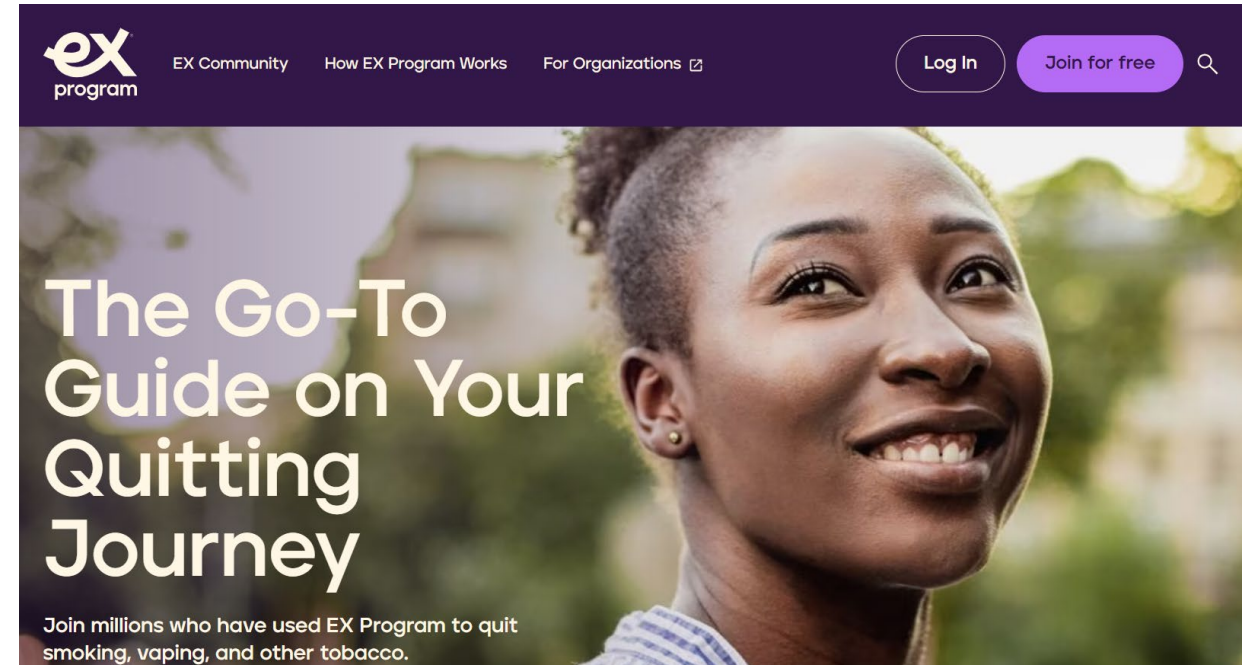 ex
program
EX Community How EX Program Works For Organizations Log In Join for free
The Go-To
Guide on Your
Quitting
Journey
Join millions who have used EX Program to quit
smoking, vaping, and other tobacco.